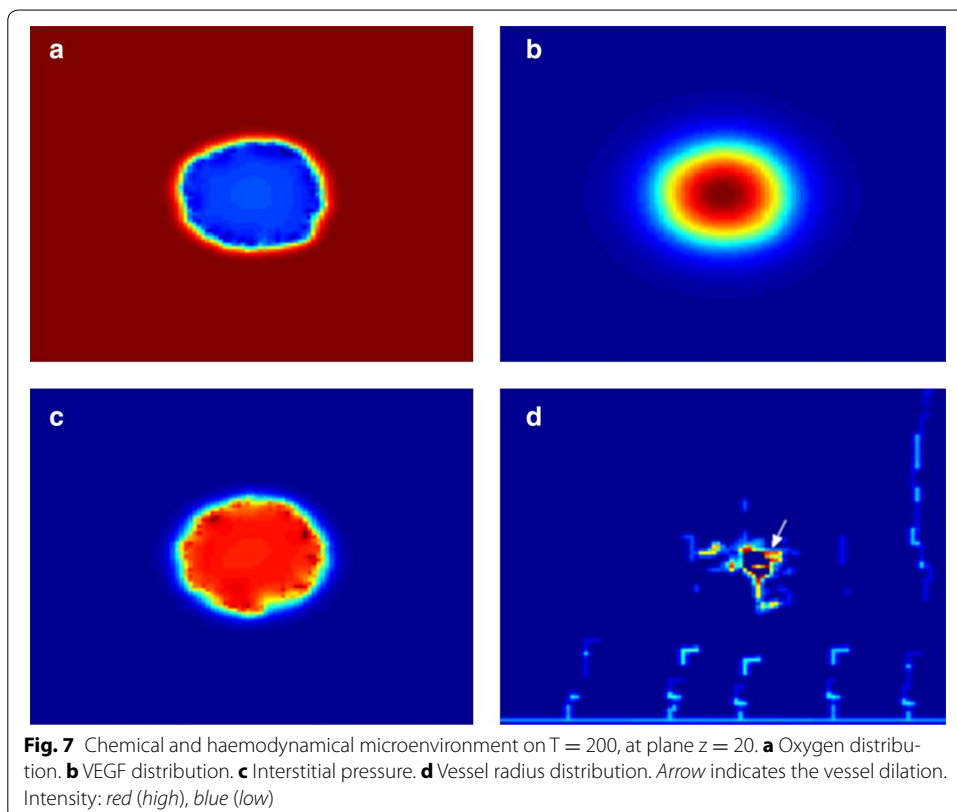 a
b
c
d
Fig. 7 Chemical and haemodynamical microenvironment on T = 200, at plane z = 20. a Oxygen distribu-
tion. b VEGF distribution. c Interstitial pressure. d Vessel radius distribution. Arrow indicates the vessel dilation.
Intensity: red (high), blue (low)